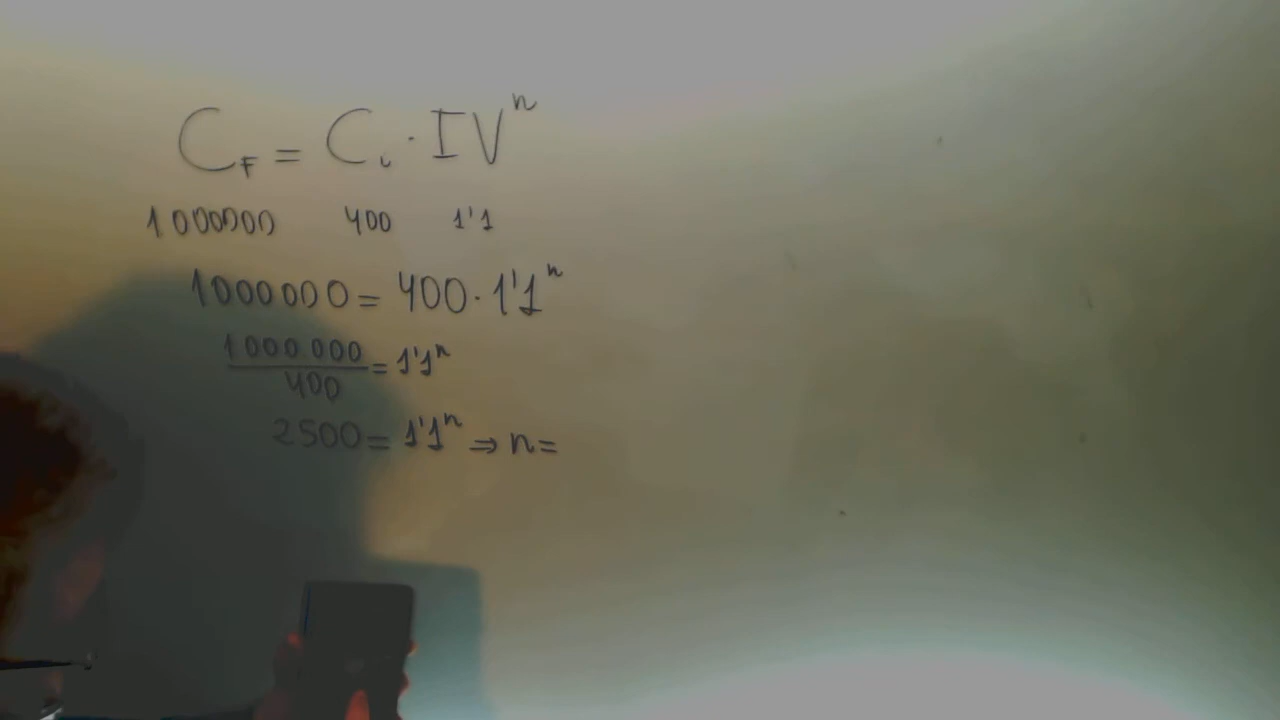 C_F = C_i · IV^n
1000000 400 1'1
1000000 = 400 · 1'1^n
1000000/400 = 1'1^n
2500 = 1'1^n ⇒ n =